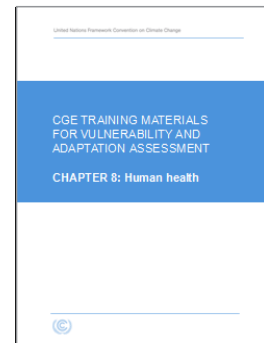 United Nations Framework Convention on Climate Change
CGE TRAINING MATERIALS
FOR VULNERABILITY AND
ADAPTATION ASSESSMENT
CHAPTER 8: Human health